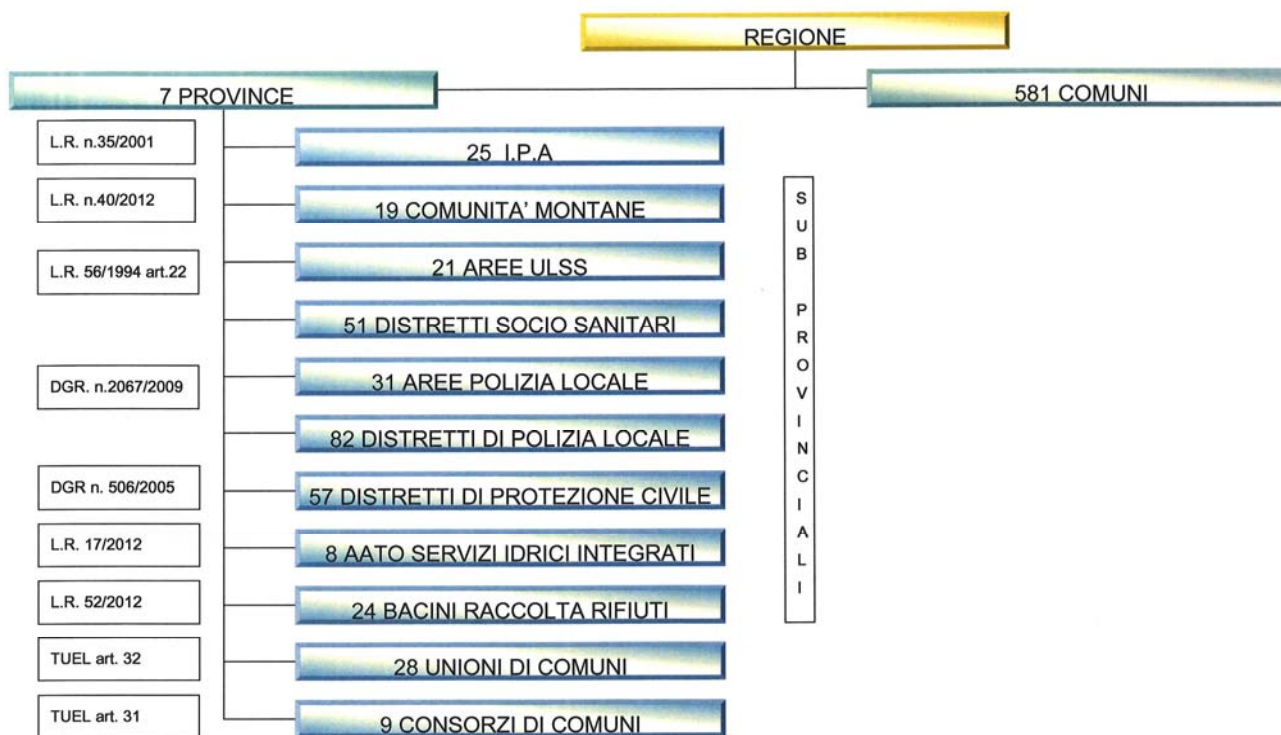 REGIONE
7 PROVINCE
581 COMUNI
L.R. n.35/2001
25 I.P.A
L.R. n.40/2012
19 COMUNITA' MONTANE
L.R. 56/1994 art.22
21 AREE ULSS
51 DISTRETTI SOCIO SANITARI
DGR. n.2067/2009
31 AREE POLIZIA LOCALE
82 DISTRETTI DI POLIZIA LOCALE
DGR n. 506/2005
57 DISTRETTI DI PROTEZIONE CIVILE
L.R. 17/2012
8 AATO SERVIZI IDRICI INTEGRATI
L.R. 52/2012
24 BACINI RACCOLTA RIFIUTI
TUEL art. 32
28 UNIONI DI COMUNI
TUEL art. 31
9 CONSORZI DI COMUNI
SUB PROVINCIALI